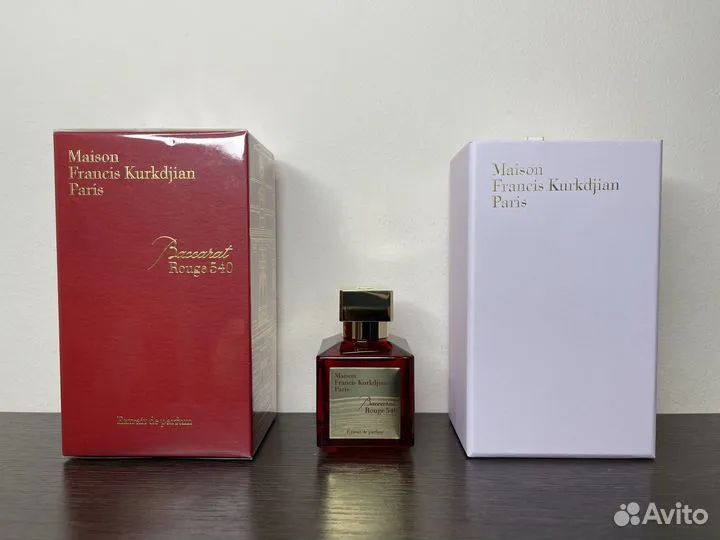 Maison
Francis Kurkdjian
Paris
Baccarat
Rouge 540
Extrait de parfum
Maison
Francis Kurkdjian
Paris
Baccarat
Rouge 540
Extrait de parfum
Maison
Francis Kurkdjian
Paris
Avito